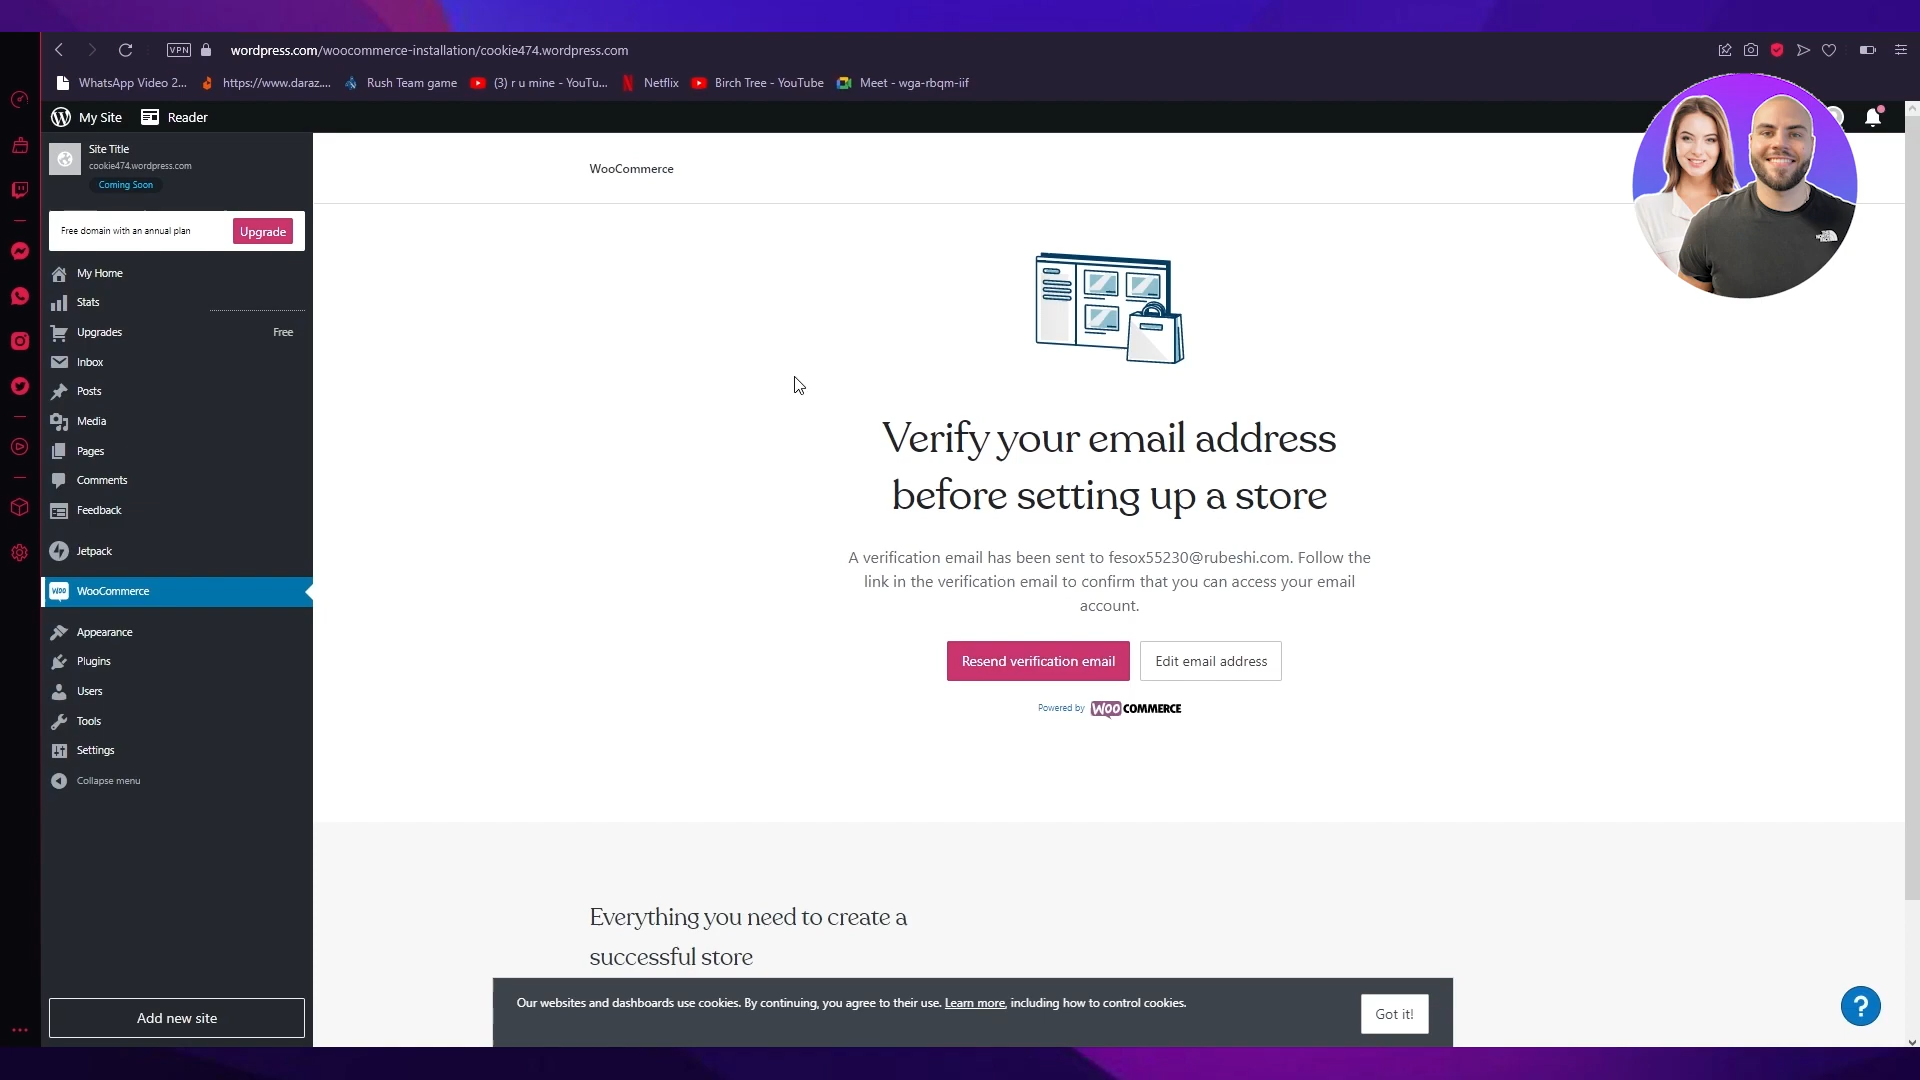 VPN
wordpress.com/woocommerce-installation/cookie474.wordpress.com
WhatsApp Video 2...
https://www.daraz....
Rush Team game
(3) r u mine - YouTu...
Netflix
Birch Tree - YouTube
Meet - wga-rbqm-iif
My Site
Reader
Site Title
cookie474.wordpress.com
Coming Soon
Free domain with an annual plan
Upgrade
My Home
Stats
Upgrades
Free
Inbox
Posts
Media
Pages
Comments
Feedback
Jetpack
WOO
WooCommerce
Appearance
Plugins
Users
Tools
Settings
Collapse menu
Add new site
WooCommerce
Verify your email address
before setting up a store
A verification email has been sent to fesox55230@rubeshi.com. Follow the
link in the verification email to confirm that you can access your email
account.
Resend verification email
Edit email address
Powered by WOO COMMERCE
Everything you need to create a
successful store
Our websites and dashboards use cookies. By continuing, you agree to their use. Learn more, including how to control cookies.
Got it!
?